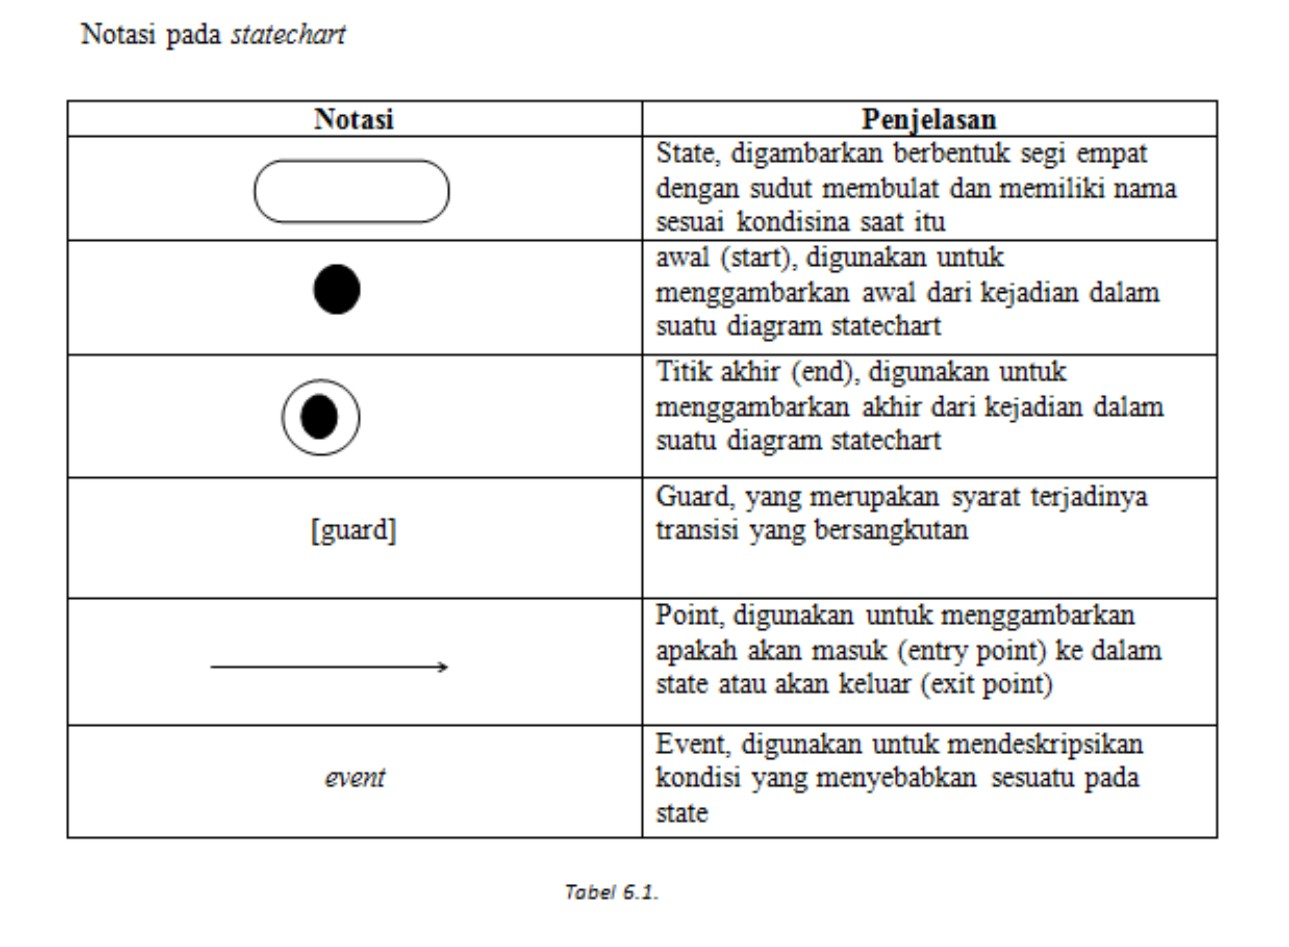 Notasi pada statechart
Notasi
Penjelasan
State, digambarkan berbentuk segi empat
dengan sudut membulat dan memiliki nama
sesuai kondisina saat itu
awal (start), digunakan untuk
menggambarkan awal dari kejadian dalam
suatu diagram statechart
Titik akhir (end), digunakan untuk
menggambarkan akhir dari kejadian dalam
suatu diagram statechart
[guard]
Guard, yang merupakan syarat terjadinya
transisi yang bersangkutan
Point, digunakan untuk menggambarkan
apakah akan masuk (entry point) ke dalam
state atau akan keluar (exit point)
event
Event, digunakan untuk mendeskripsikan
kondisi yang menyebabkan sesuatu pada
state
Tabel 6.1.